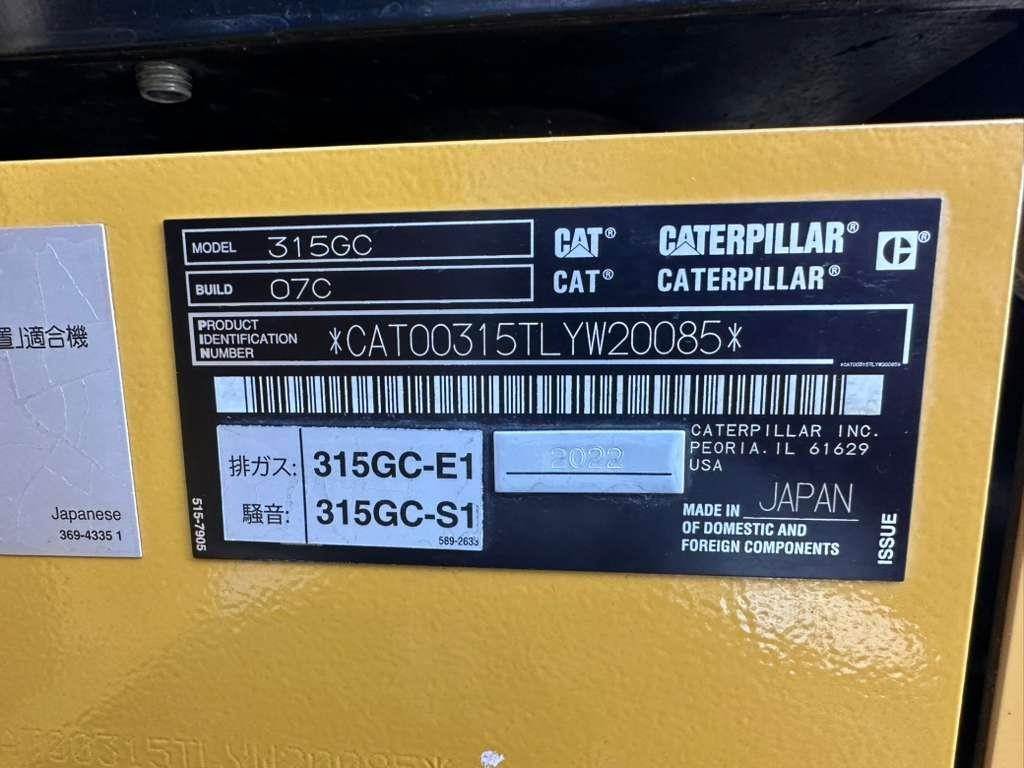 置」適合機
Japanese
369-4335 1
MODEL 315GC
BUILD 07C
CAT® CATERPILLAR®
CAT® CATERPILLAR®
PRODUCT
IDENTIFICATION
NUMBER
*CAT00315TLYW20085*
*CAT00315TLYW20085*
排ガス: 315GC-E1
騒音: 315GC-S1
589-2633
2022
CATERPILLAR INC.
PEORIA. IL 61629
USA
MADE IN JAPAN
OF DOMESTIC AND
FOREIGN COMPONENTS
515-7905
ISSUE
AT00315TLYW20085*